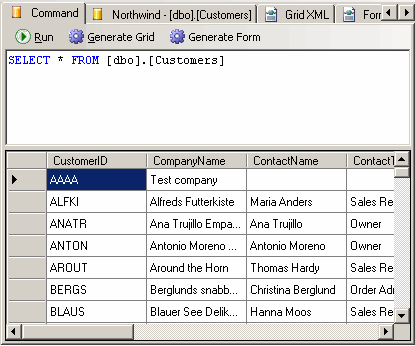 Command Northwind - [dbo].[Customers] Grid XML For
Run Generate Grid Generate Form
SELECT * FROM [dbo].[Customers]
CustomerID CompanyName ContactName ContactT
AAAA Test company
ALFKI Alfreds Futterkiste Maria Anders Sales Re
ANATR Ana Trujillo Empa... Ana Trujillo Owner
ANTON Antonio Moreno ... Antonio Moreno Owner
AROUT Around the Horn Thomas Hardy Sales Re
BERGS Berglunds snabb... Christina Berglund Order Adr
BLAUS Blauer See Delik... Hanna Moos Sales Re